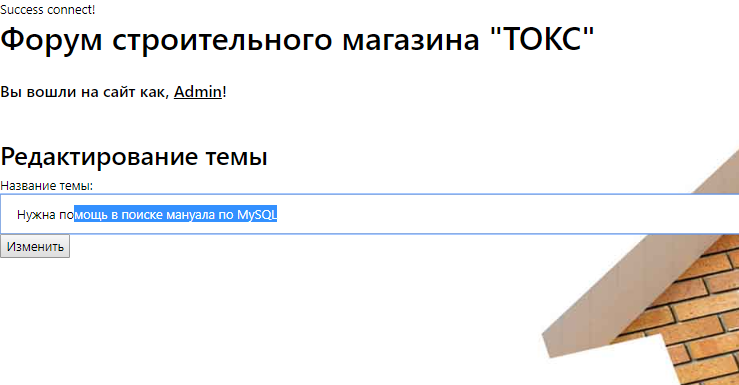 Success connect!
Форум строительного магазина "ТОКС"
Вы вошли на сайт как, Admin!
Редактирование темы
Название темы:
Нужна помощь в поиске мануала по MySQL
Изменить